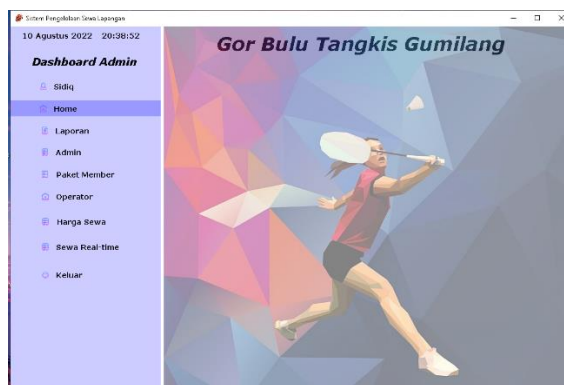 Sistem Pengelolaan Sewa Lapangan
10 Agustus 2022 20:38:52
Dashboard Admin
Sidiq
Home
Laporan
Admin
Paket Member
Operator
Harga Sewa
Sewa Real-time
Keluar
Gor Bulu Tangkis Gumilang